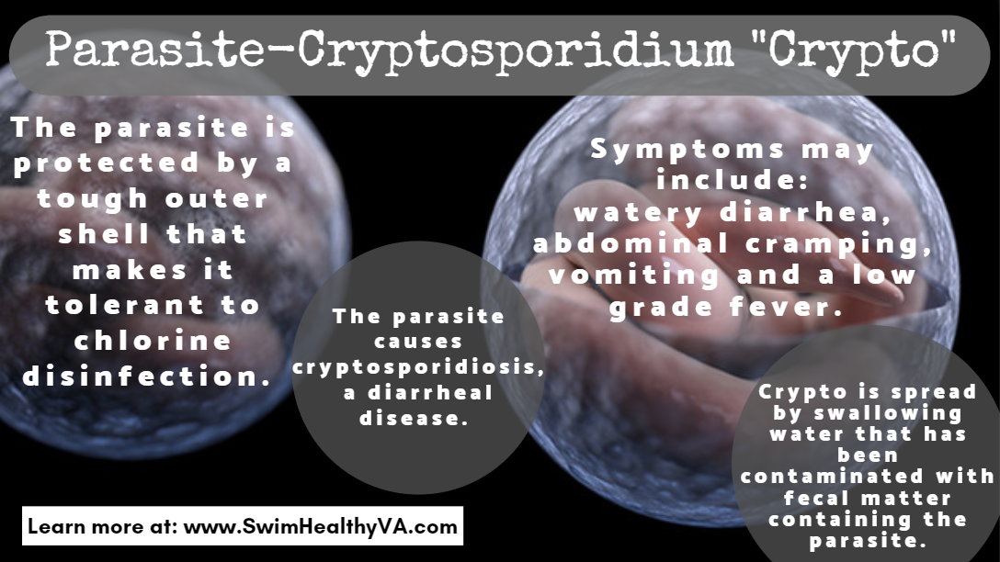 Parasite-Cryptosporidium "Crypto"
The parasite is
protected by a
tough outer
shell that
makes it
tolerant to
chlorine
disinfection.
The parasite
causes
cryptosporidiosis,
a diarrheal
disease.
Symptoms may
include:
watery diarrhea,
abdominal cramping,
vomiting and a low
grade fever.
Crypto is spread
by swallowing
water that has
been
contaminated with
fecal matter
containing the
parasite.
Learn more at: www.SwimHealthyVA.com